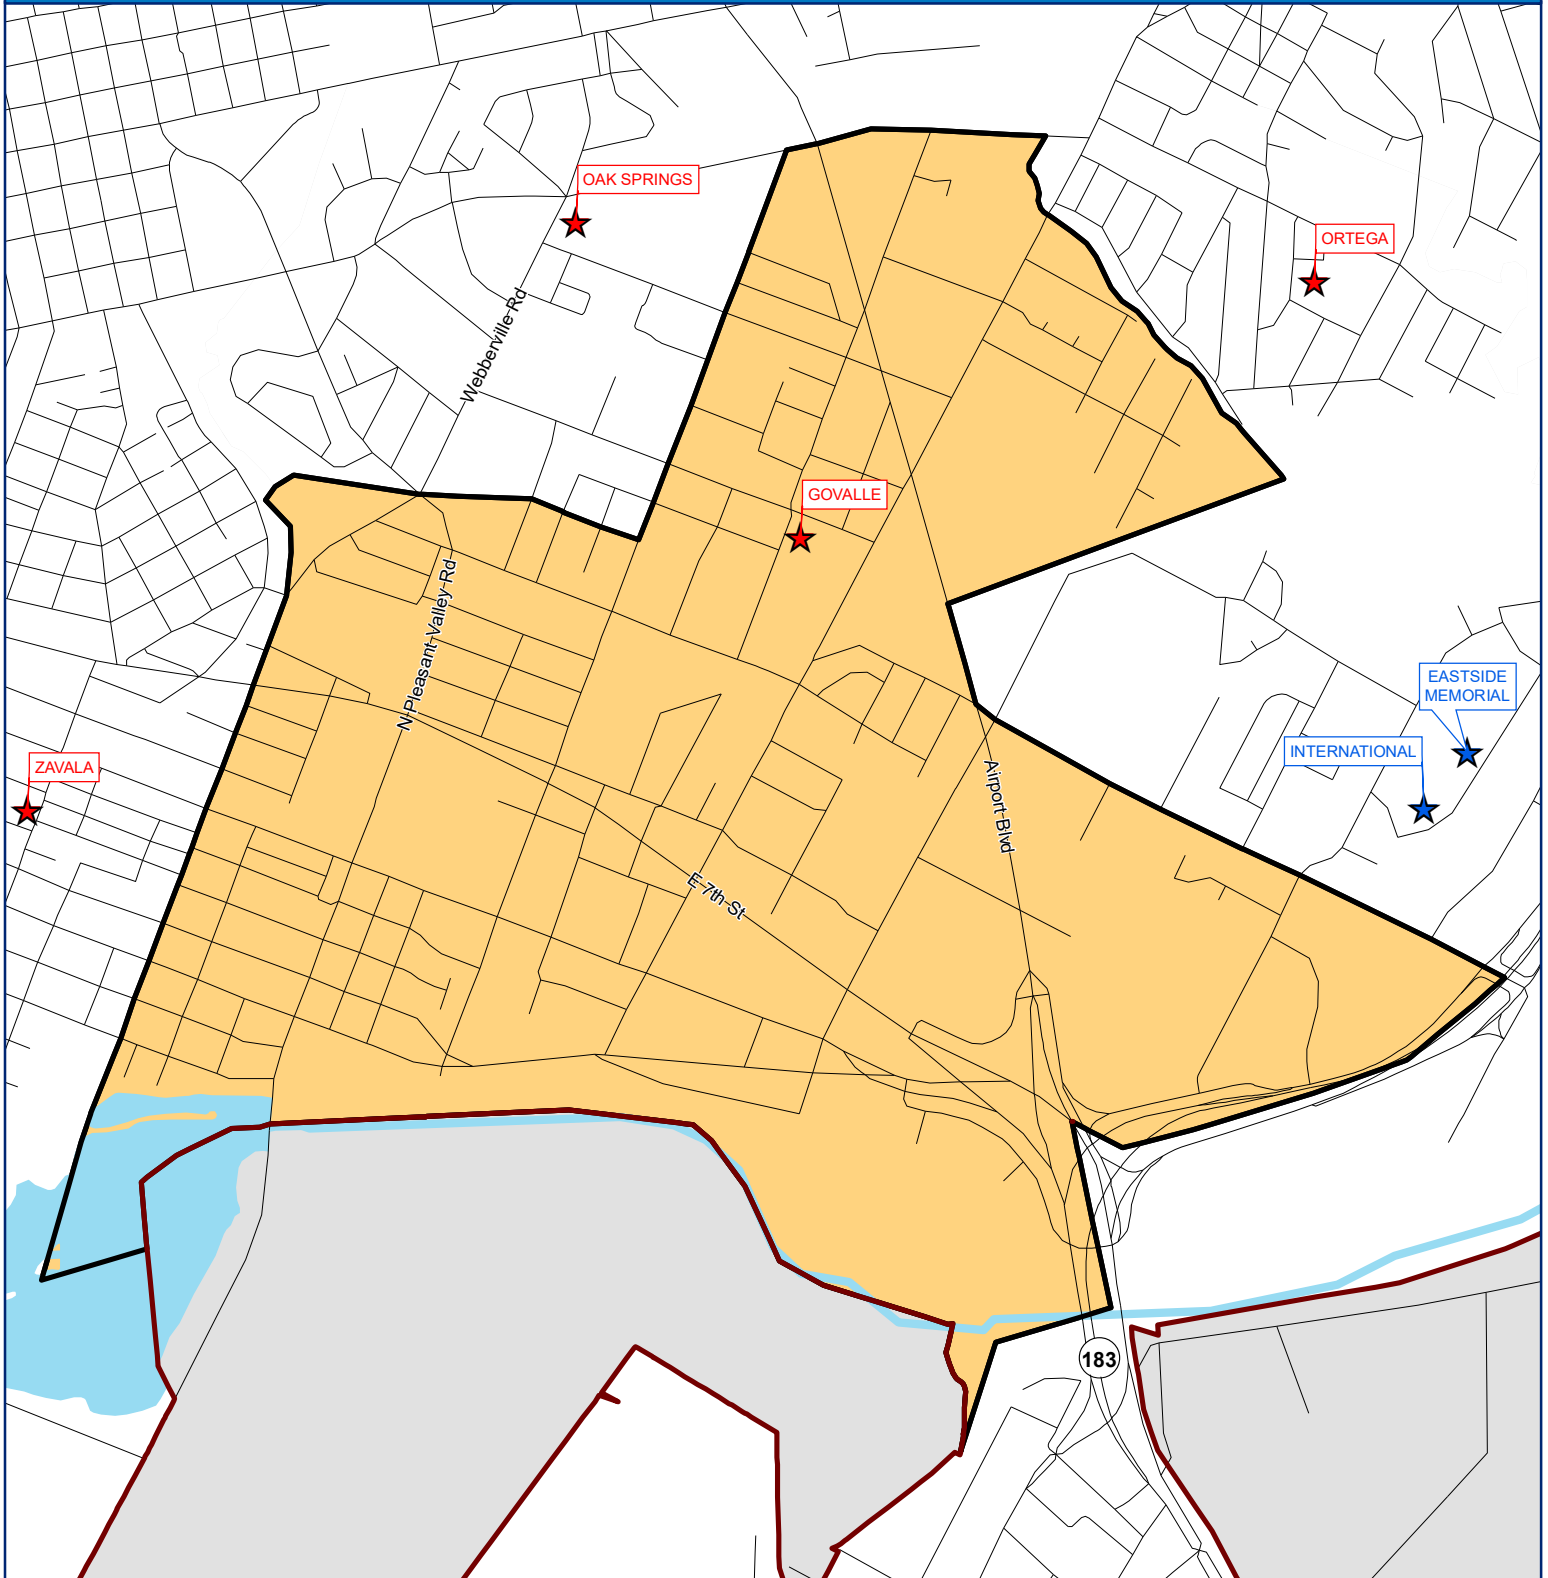 OAK SPRINGS
ORTEGA
Webberville Rd
GOVALLE
N Pleasant Valley Rd
EASTSIDE
MEMORIAL
INTERNATIONAL
ZAVALA
Airport Blvd
E 7th St
183